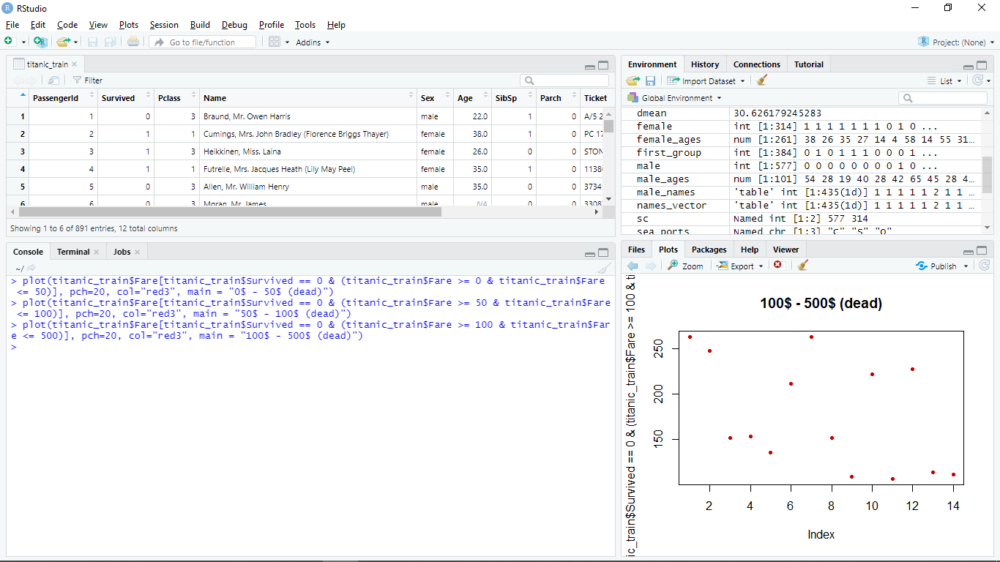 RStudio
File Edit Code View Plots Session Build Debug Profile Tools Help
Go to file/function Addins Project: (None)
titanic_train
Filter
PassengerId Survived Pclass Name Sex Age SibSp Parch Ticket
1 1 0 3 Braund, Mr. Owen Harris male 22.0 1 0 A/5 2
2 2 1 1 Cumings, Mrs. John Bradley (Florence Briggs Thayer) female 38.0 1 0 PC 17
3 3 1 3 Heikkinen, Miss. Laina female 26.0 0 0 STON
4 4 1 1 Futrelle, Mrs. Jacques Heath (Lily May Peel) female 35.0 1 0 1138
5 5 0 3 Allen, Mr. William Henry male 35.0 0 0 3734
6 6 0 3 Moran, Mr. James male NA 0 0 3308
Showing 1 to 6 of 891 entries, 12 total columns
Console Terminal Jobs
~/
> plot(titanic_train$Fare[titanic_train$Survived == 0 & (titanic_train$Fare >= 0 & titanic_train$Fare
<= 50)], pch=20, col="red3", main = "0$ - 50$ (dead)")
> plot(titanic_train$Fare[titanic_train$Survived == 0 & (titanic_train$Fare >= 50 & titanic_train$Fare
<= 100)], pch=20, col="red3", main = "50$ - 100$ (dead)")
> plot(titanic_train$Fare[titanic_train$Survived == 0 & (titanic_train$Fare >= 100 & titanic_train$Far
e <= 500)], pch=20, col="red3", main = "100$ - 500$ (dead)")
>
Environment History Connections Tutorial
Import Dataset List
Global Environment
dmean 30.626179245283
female int [1:314] 1 1 1 1 1 1 1 0 1 0 ...
female_ages num [1:261] 38 26 35 27 14 4 58 14 55 31...
first_group int [1:384] 0 1 0 1 1 1 0 0 0 1 ...
male int [1:577] 0 0 0 0 0 0 0 0 1 0 ...
male_ages num [1:101] 54 28 19 40 28 42 65 45 28 4...
male_names 'table' int [1:435(1d)] 1 1 1 1 1 2 1 1 ...
names_vector 'table' int [1:435(1d)] 1 1 1 1 1 2 1 1 ...
sc Named int [1:2] 577 314
sea_ports Named chr [1:3] "C" "S" "Q"
Files Plots Packages Help Viewer
Zoom Export Publish
100$ - 500$ (dead)
ic_train$Survived == 0 & (titanic_train$Fare >= 100 & ti
250
200
150
2 4 6 8 10 12 14
Index